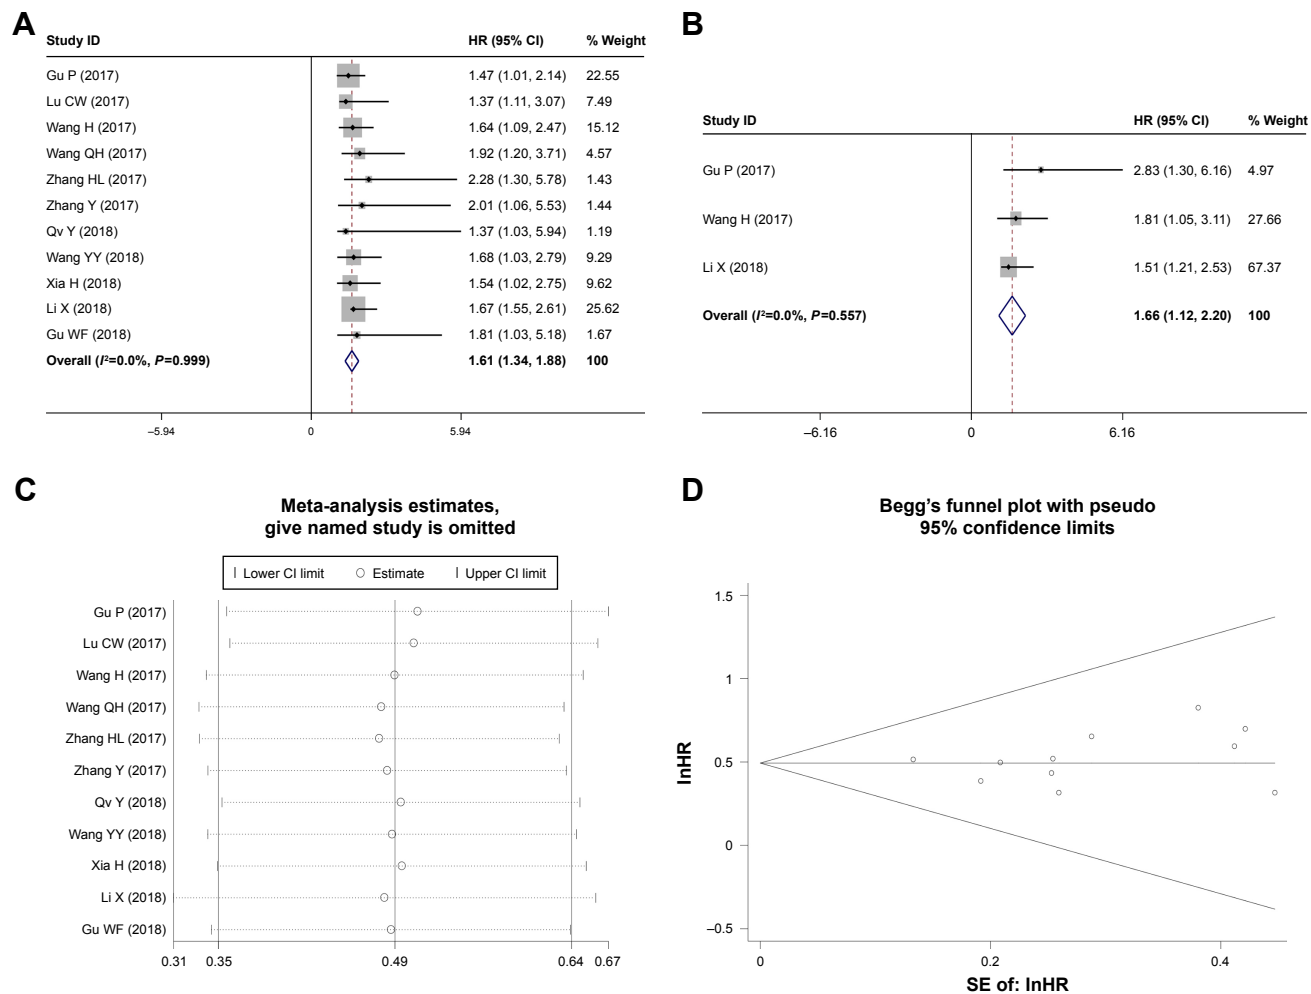 A
Study ID HR (95% CI) % Weight
Gu P (2017) 1.47 (1.01, 2.14) 22.55
Lu CW (2017) 1.37 (1.11, 3.07) 7.49
Wang H (2017) 1.64 (1.09, 2.47) 15.12
Wang QH (2017) 1.92 (1.20, 3.71) 4.57
Zhang HL (2017) 2.28 (1.30, 5.78) 1.43
Zhang Y (2017) 2.01 (1.06, 5.53) 1.44
Qv Y (2018) 1.37 (1.03, 5.94) 1.19
Wang YY (2018) 1.68 (1.03, 2.79) 9.29
Xia H (2018) 1.54 (1.02, 2.75) 9.62
Li X (2018) 1.67 (1.55, 2.61) 25.62
Gu WF (2018) 1.81 (1.03, 5.18) 1.67
Overall (I²=0.0%, P=0.999) 1.61 (1.34, 1.88) 100
–5.94 0 5.94
B
Study ID HR (95% CI) % Weight
Gu P (2017) 2.83 (1.30, 6.16) 4.97
Wang H (2017) 1.81 (1.05, 3.11) 27.66
Li X (2018) 1.51 (1.21, 2.53) 67.37
Overall (I²=0.0%, P=0.557) 1.66 (1.12, 2.20) 100
–6.16 0 6.16
C
Meta-analysis estimates,
give named study is omitted
Lower CI limit Estimate Upper CI limit
Gu P (2017)
Lu CW (2017)
Wang H (2017)
Wang QH (2017)
Zhang HL (2017)
Zhang Y (2017)
Qv Y (2018)
Wang YY (2018)
Xia H (2018)
Li X (2018)
Gu WF (2018)
0.31 0.35 0.49 0.64 0.67
D
Begg’s funnel plot with pseudo
95% confidence limits
lnHR
1.5
1
0.5
0
–0.5
0 0.2 0.4
SE of: lnHR